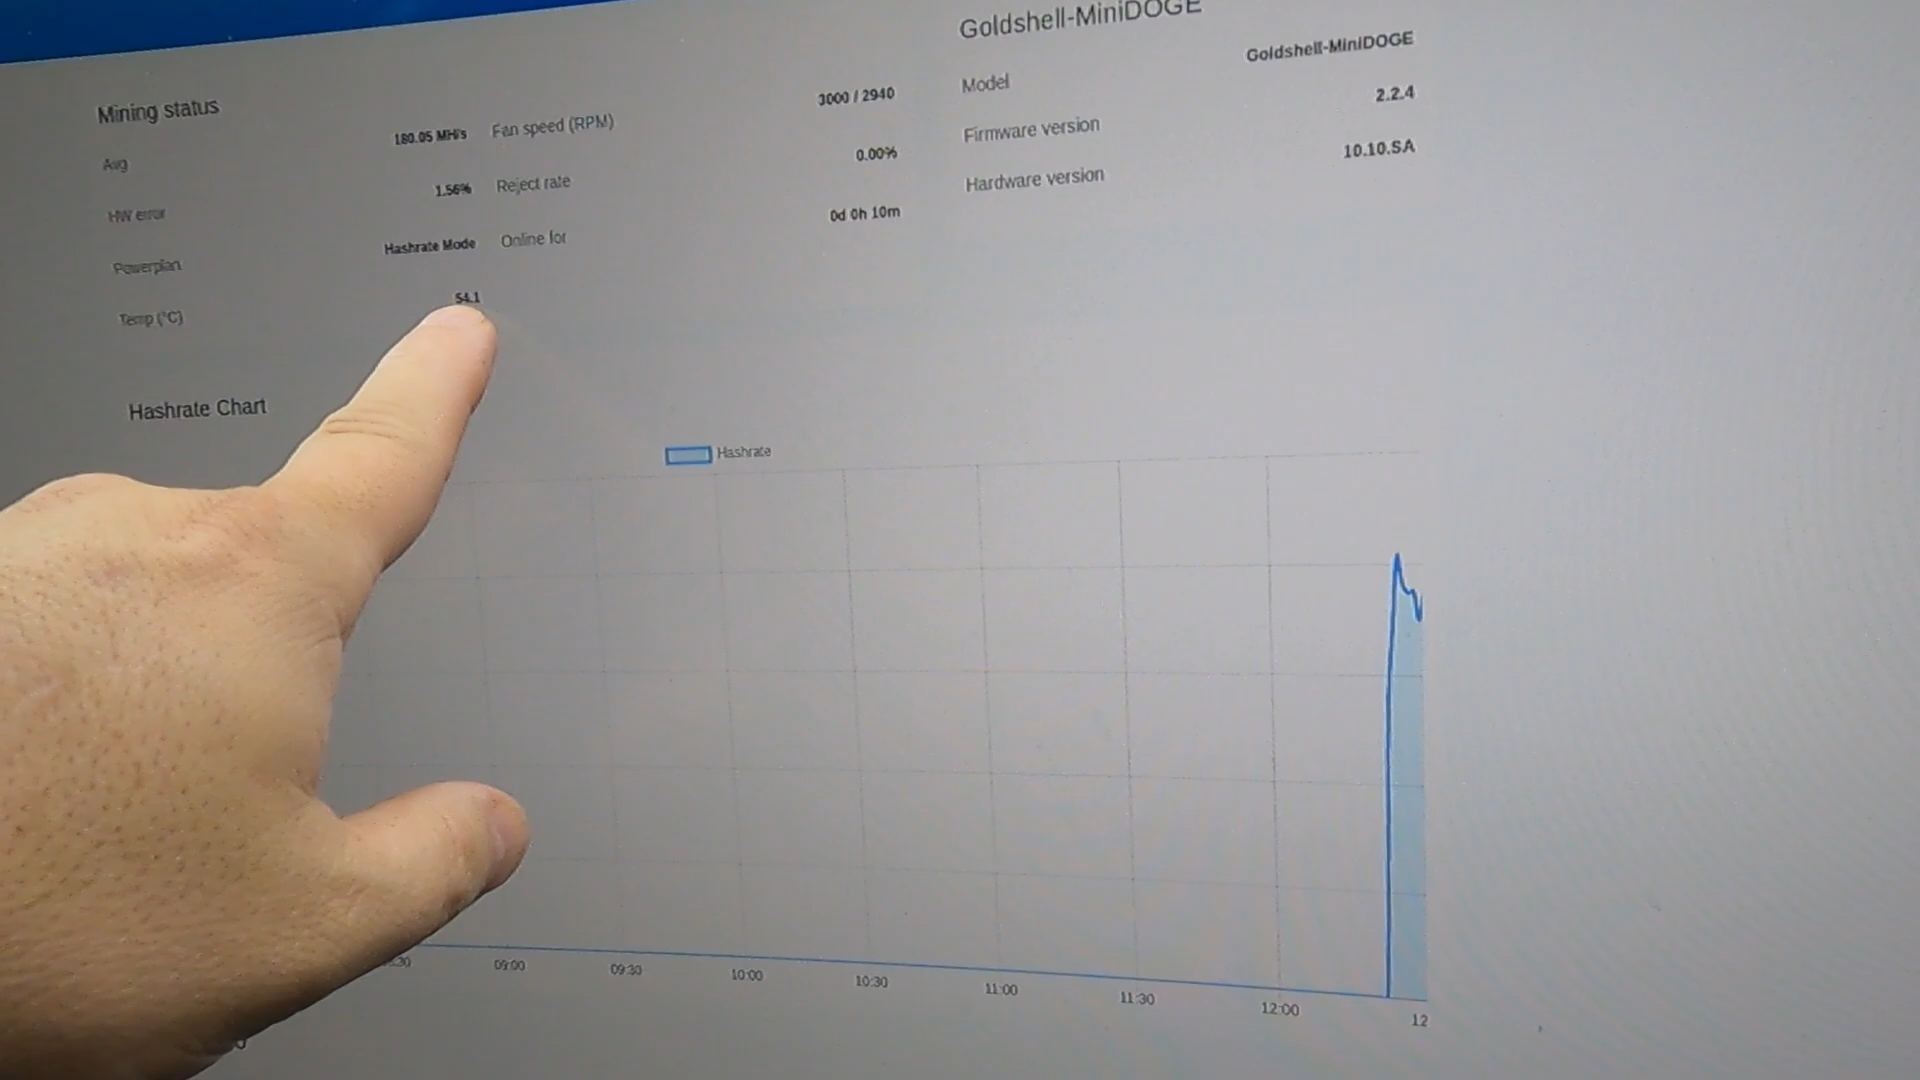 Goldshell-MiniDOGE
Mining status
Avg 180.05 MH/s Fan speed (RPM) 3000 / 2940
HW error 1.56% Reject rate 0.00%
Powerplan Hashrate Mode Online for 0d 0h 10m
Temp (°C) 54.1
Model Goldshell-MiniDOGE
Firmware version 2.2.4
Hardware version 10.10.SA
Hashrate Chart
Hashrate
09:00 09:30 10:00 10:30 11:00 11:30 12:00 12